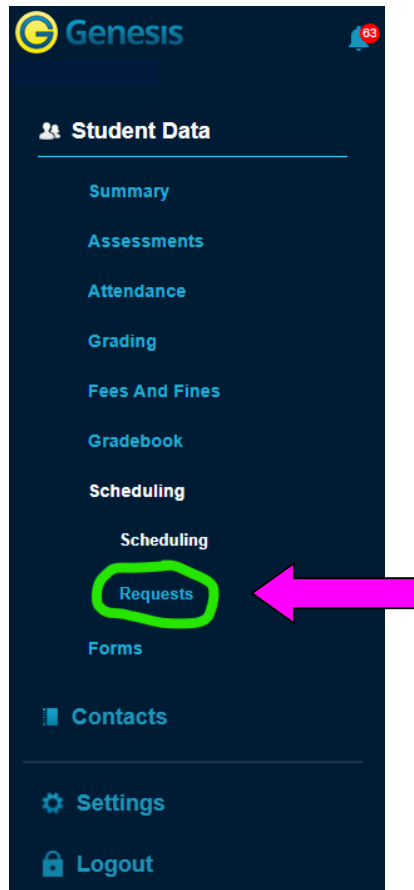 Genesis
63
Student Data
Summary
Assessments
Attendance
Grading
Fees And Fines
Gradebook
Scheduling
Scheduling
Requests
Forms
Contacts
Settings
Logout